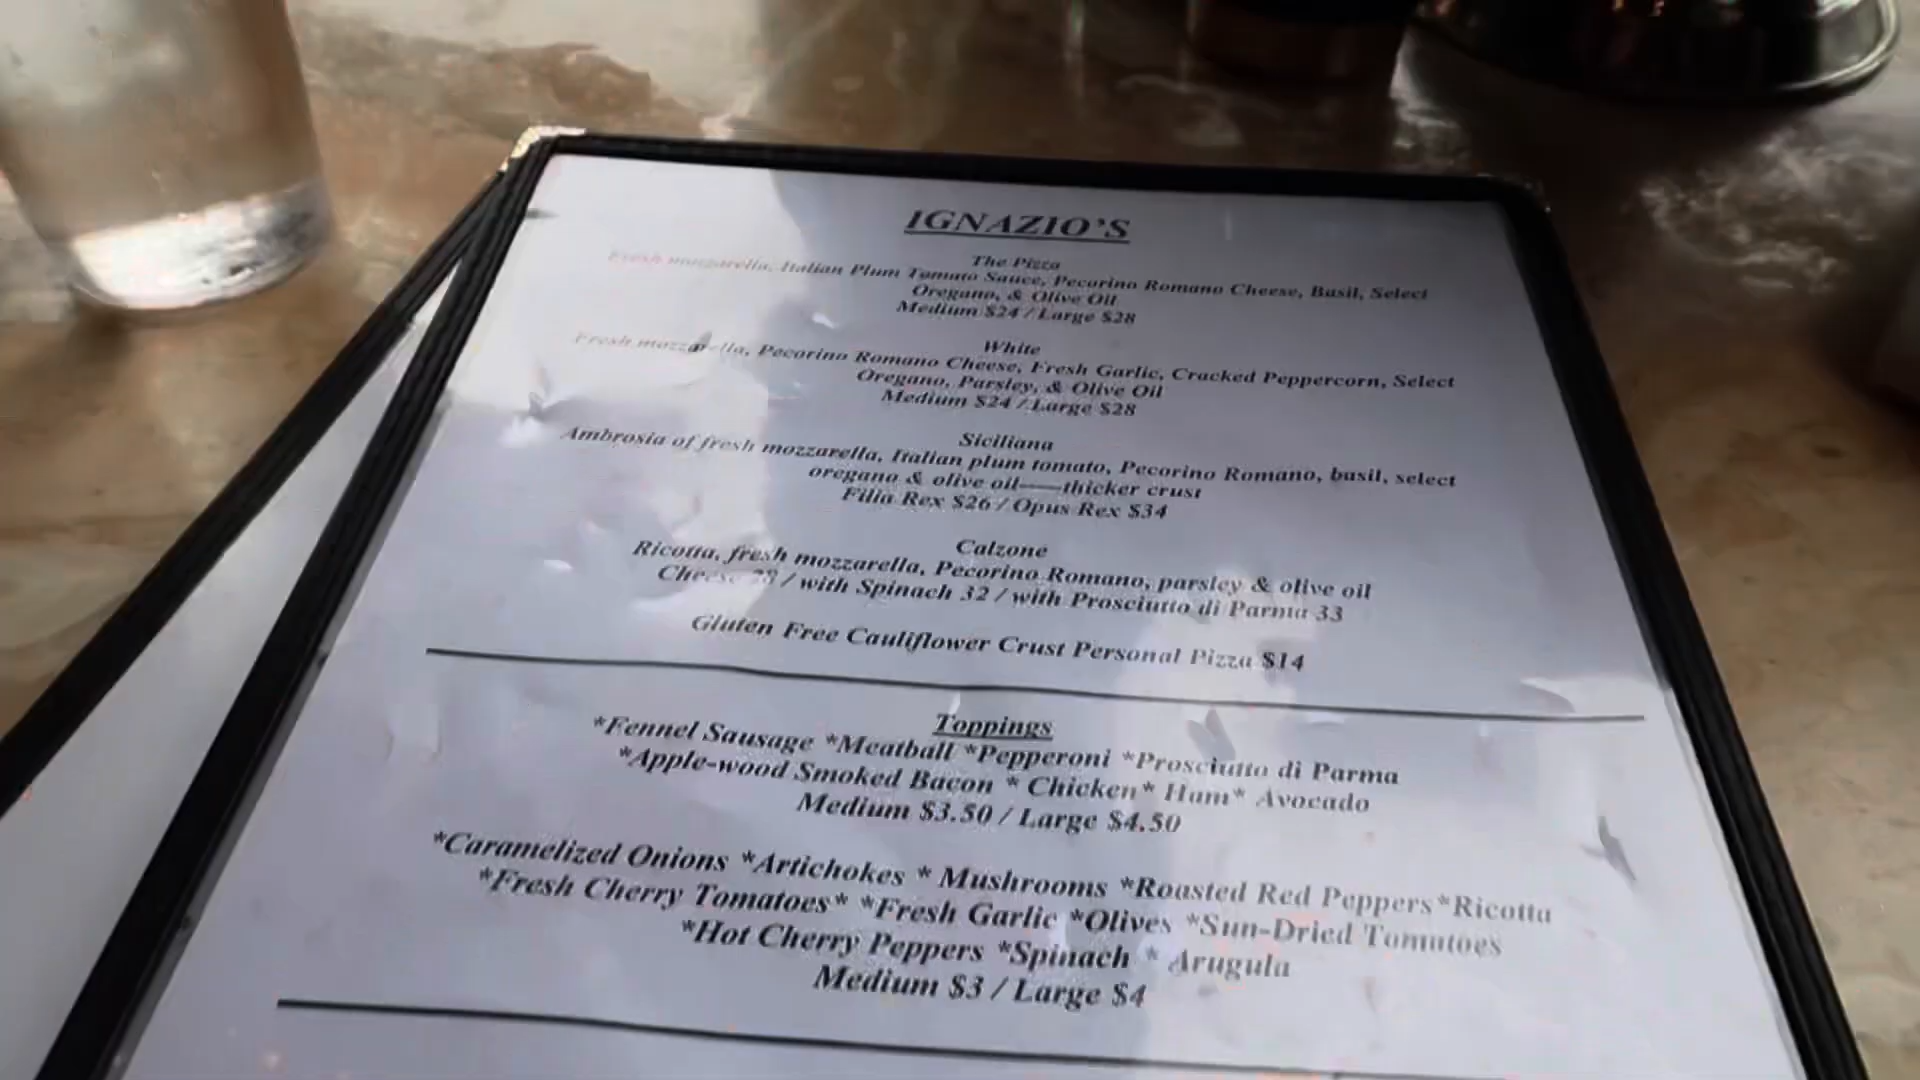 IGNAZIO'S
The Pizza
Fresh mozzarella, Italian Plum Tomato Sauce, Pecorino Romano Cheese, Basil, Select
Oregano, & Olive Oil
Medium $24 / Large $28
White
Fresh mozzarella, Pecorino Romano Cheese, Fresh Garlic, Cracked Peppercorn, Select
Oregano, Parsley, & Olive Oil
Medium $24 / Large $28
Siciliana
Ambrosia of fresh mozzarella, Italian plum tomato, Pecorino Romano, basil, select
oregano & olive oil——thicker crust
Filia Rex $26 / Opus Rex $34
Calzone
Ricotta, fresh mozzarella, Pecorino Romano, parsley & olive oil
Cheese 28 / with Spinach 32 / with Prosciutto di Parma 33
Gluten Free Cauliflower Crust Personal Pizza $14
Toppings
*Fennel Sausage *Meatball *Pepperoni *Prosciutto di Parma
*Apple-wood Smoked Bacon * Chicken* Ham* Avocado
Medium $3.50 / Large $4.50
*Caramelized Onions *Artichokes * Mushrooms *Roasted Red Peppers*Ricotta
*Fresh Cherry Tomatoes* *Fresh Garlic *Olives *Sun-Dried Tomatoes
*Hot Cherry Peppers *Spinach * Arugula
Medium $3 / Large $4